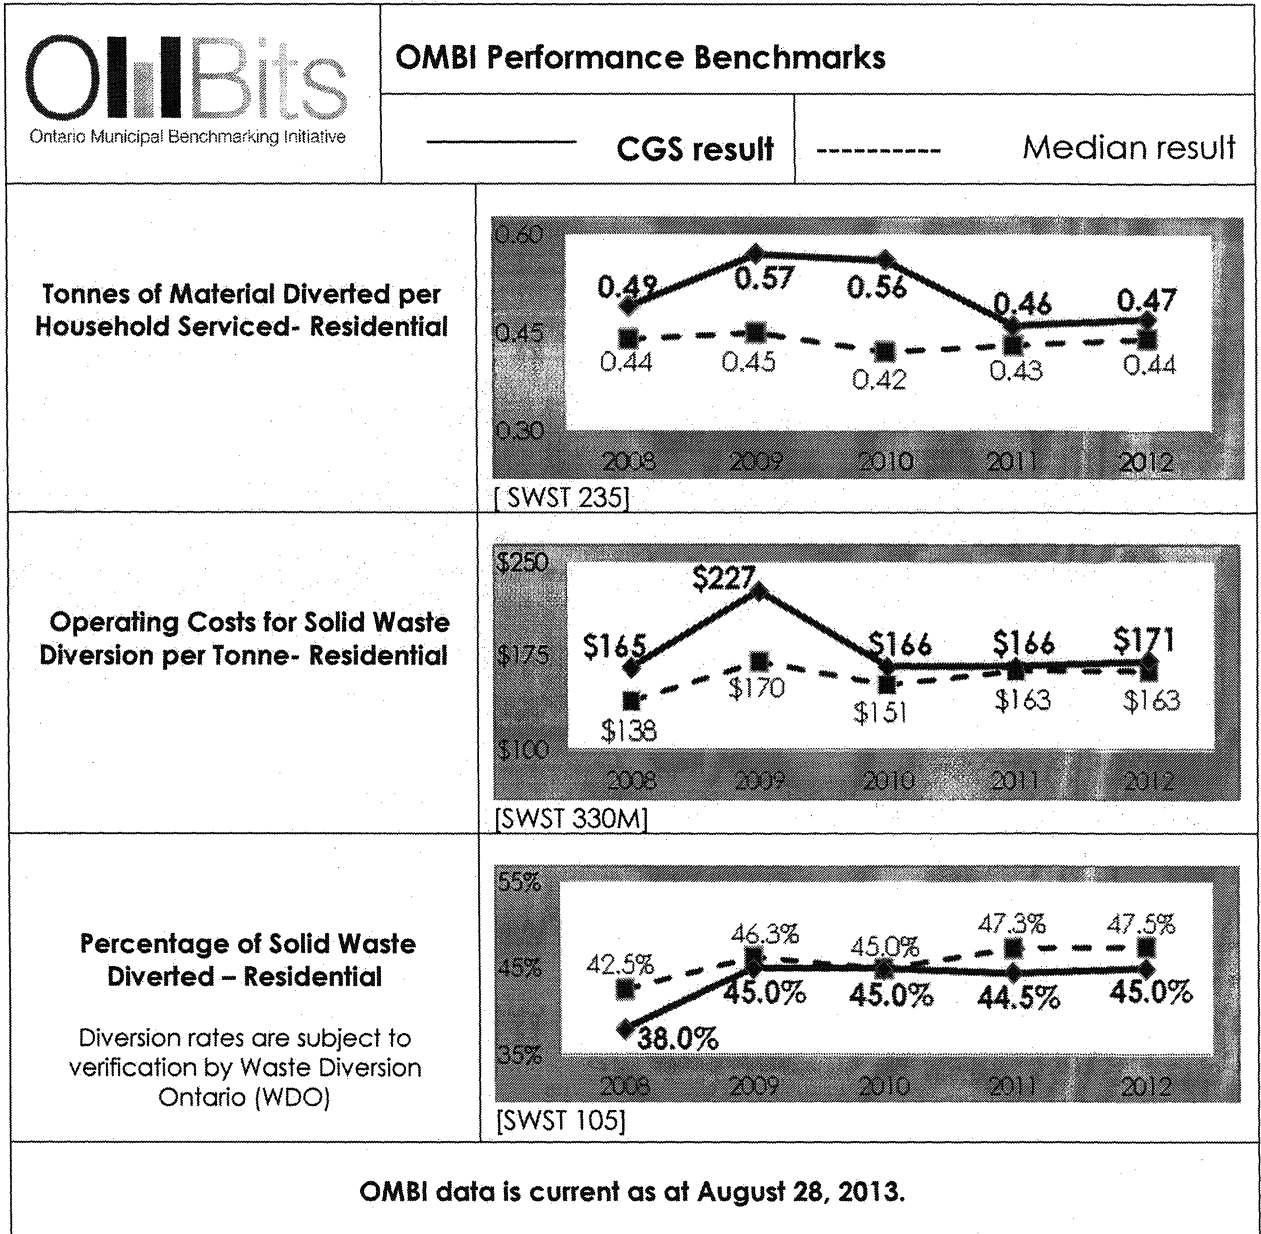 OMBits
Ontario Municipal Benchmarking Initiative
OMBI Performance Benchmarks
CGS result
Median result
Tonnes of Material Diverted per
Household Serviced- Residential
0.60
0.45
0.30
0.49
0.57
0.56
0.46
0.47
0.44
0.45
0.42
0.43
0.44
2008 2009 2010 2011 2012
[ SWST 235]
Operating Costs for Solid Waste
Diversion per Tonne- Residential
$250
$175
$100
$165
$227
$166
$166
$171
$138
$170
$151
$163
$163
2008 2009 2010 2011 2012
[SWST 330M]
Percentage of Solid Waste
Diverted – Residential
Diversion rates are subject to
verification by Waste Diversion
Ontario (WDO)
55%
45%
35%
42.5%
46.3%
45.0%
47.3%
47.5%
38.0%
45.0%
45.0%
44.5%
45.0%
2008 2009 2010 2011 2012
[SWST 105]
OMBI data is current as at August 28, 2013.